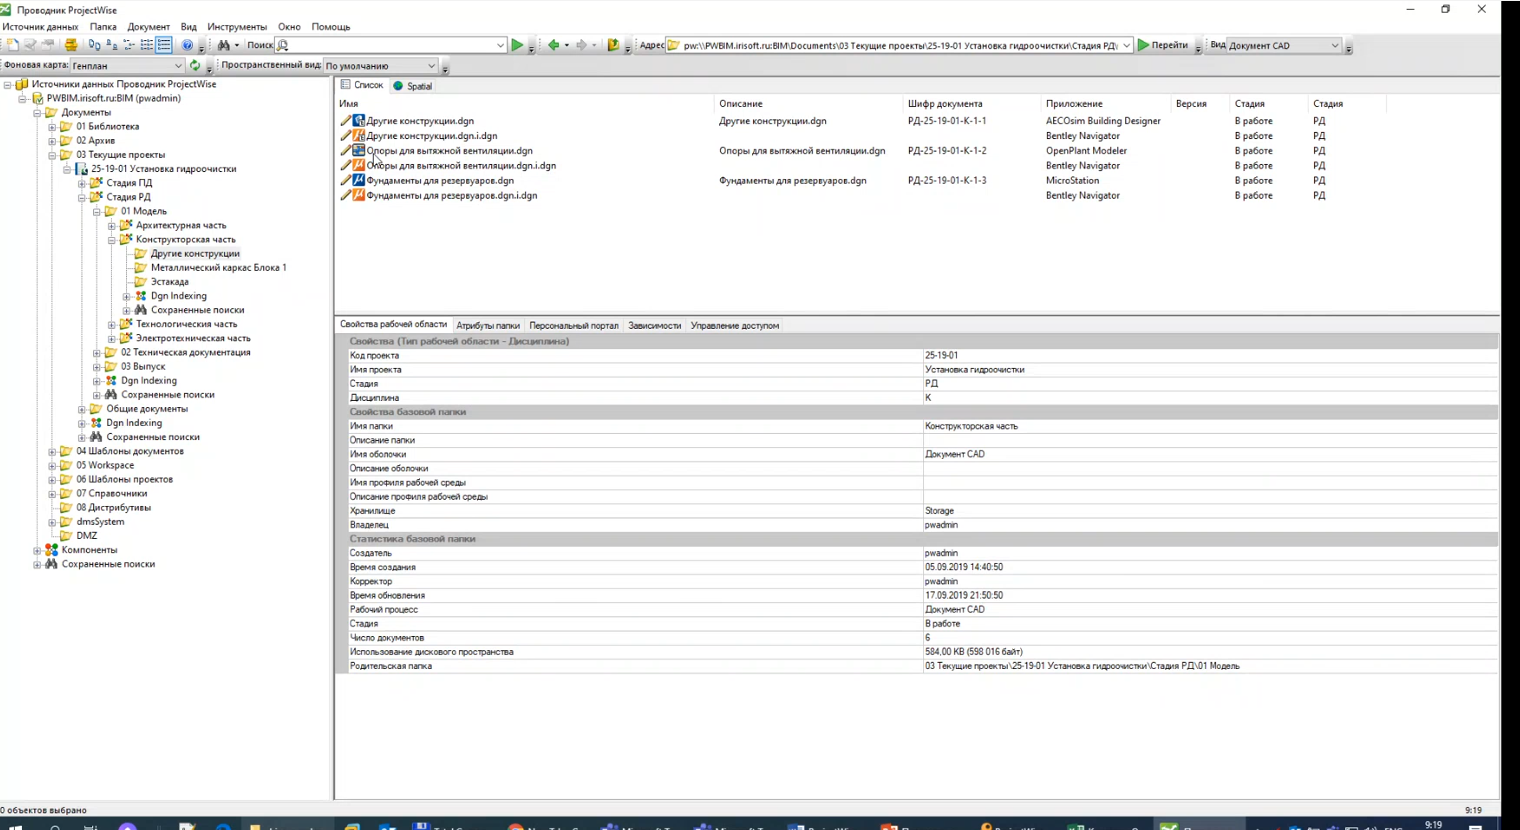 Проводник ProjectWise
Источник данных Папка Документ Вид Инструменты Окно Помощь
Поиск Адрес pw:\\PWBIM.irisoft.ru:BIM\Documents\03 Текущие проекты\25-19-01 Установка гидроочистки\Стадия РД\ Перейти Вид Документ CAD
Фоновая карта: Генплан Пространственный вид: По умолчанию
Источники данных Проводник ProjectWise
PWBIM.irisoft.ru:BIM (pwadmin)
Документы
01 Библиотека
02 Архив
03 Текущие проекты
25-19-01 Установка гидроочистки
Стадия ПД
Стадия РД
01 Модель
Архитектурная часть
Конструкторская часть
Другие конструкции
Металлический каркас Блока 1
Эстакада
Dgn Indexing
Сохраненные поиски
Технологическая часть
Электротехническая часть
02 Техническая документация
03 Выпуск
Dgn Indexing
Сохраненные поиски
Общие документы
Dgn Indexing
Сохраненные поиски
04 Шаблоны документов
05 Workspace
06 Шаблоны проектов
07 Справочники
08 Дистрибутивы
dmsSystem
DMZ
Компоненты
Сохраненные поиски
Список Spatial
Имя Описание Шифр документа Приложение Версия Стадия Стадия
Другие конструкции.dgn Другие конструкции.dgn РД-25-19-01-К-1-1 AECOsim Building Designer В работе РД
Другие конструкции.dgn.i.dgn Bentley Navigator В работе РД
Опоры для вытяжной вентиляции.dgn Опоры для вытяжной вентиляции.dgn РД-25-19-01-К-1-2 OpenPlant Modeler В работе РД
Опоры для вытяжной вентиляции.dgn.i.dgn Bentley Navigator В работе РД
Фундаменты для резервуаров.dgn Фундаменты для резервуаров.dgn РД-25-19-01-К-1-3 MicroStation В работе РД
Фундаменты для резервуаров.dgn.i.dgn Bentley Navigator В работе РД
Свойства рабочей области Атрибуты папки Персональный портал Зависимости Управление доступом
Свойства (Тип рабочей области - Дисциплина)
Код проекта 25-19-01
Имя проекта Установка гидроочистки
Стадия РД
Дисциплина К
Свойства базовой папки
Имя папки Конструкторская часть
Описание папки
Имя оболочки Документ CAD
Описание оболочки
Имя профиля рабочей среды
Описание профиля рабочей среды
Хранилище Storage
Владелец pwadmin
Статистика базовой папки
Создатель pwadmin
Время создания 05.09.2019 14:40:50
Корректор pwadmin
Время обновления 17.09.2019 21:50:50
Рабочий процесс Документ CAD
Стадия В работе
Число документов 6
Использование дискового пространства 584,00 KB (598 016 байт)
Родительская папка 03 Текущие проекты\25-19-01 Установка гидроочистки\Стадия РД\01 Модель
0 объектов выбрано 9:19
9:19